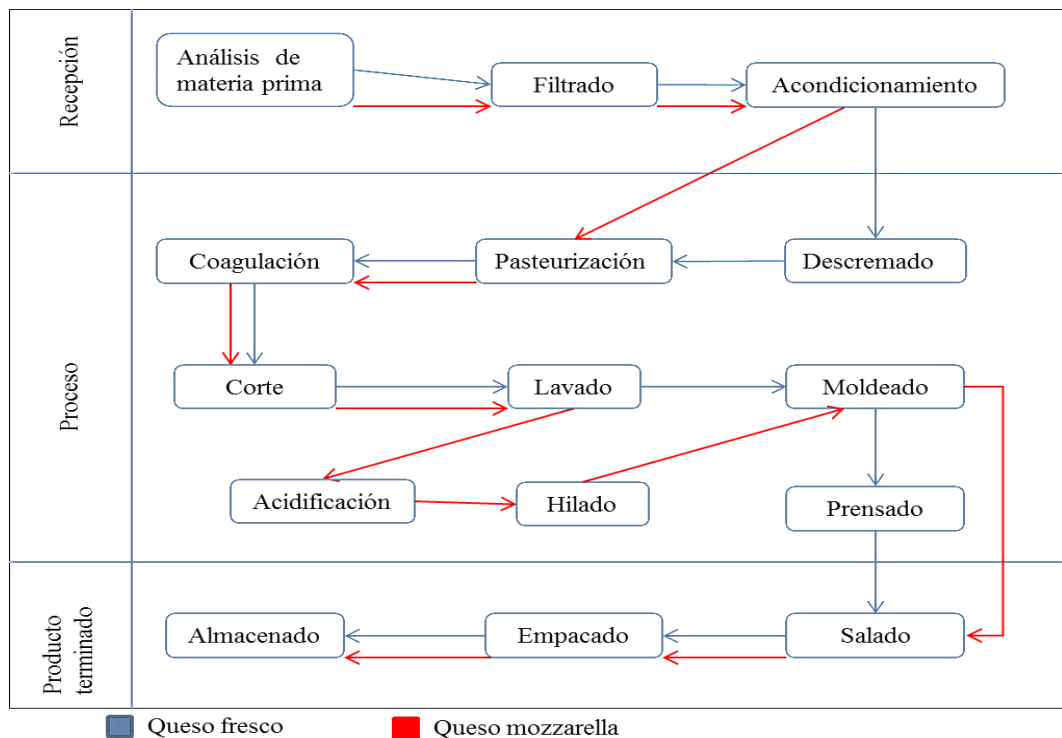 Recepción
Análisis de
materia prima
Filtrado
Acondicionamiento
Proceso
Coagulación
Pasteurización
Descremado
Corte
Lavado
Moldeado
Acidificación
Hilado
Prensado
Producto
terminado
Almacenado
Empacado
Salado
Queso fresco
Queso mozzarella